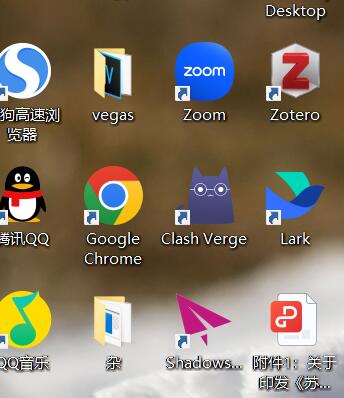 Desktop
狗高速浏
览器
vegas
zoom
Zoom
Zotero
腾讯QQ
Google
Chrome
Clash Verge
Lark
QQ音乐
杂
Shadows...
附件1：关于
印发《苏...